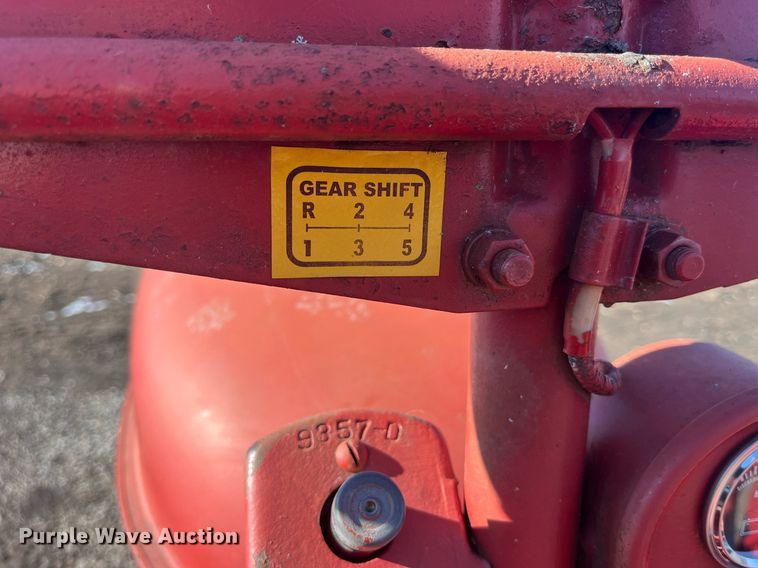 GEAR SHIFT
R 2 4
1 3 5
9357-D
Purple Wave Auction